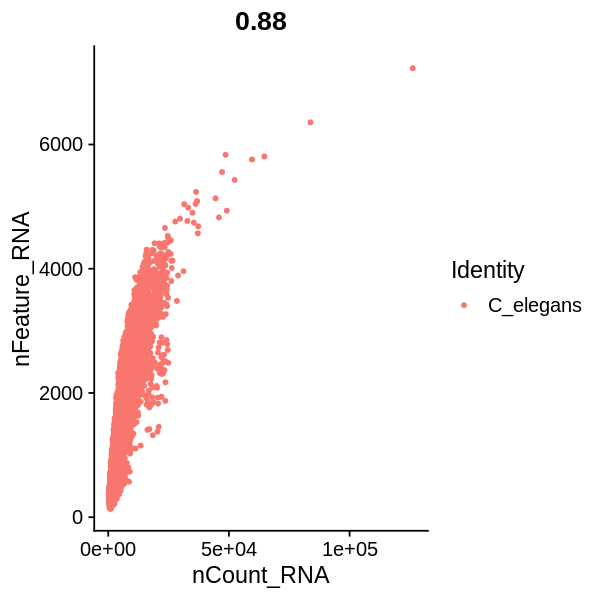 0.88
nFeature_RNA
6000
4000
2000
0
0e+00
5e+04
1e+05
nCount_RNA
Identity
C_elegans